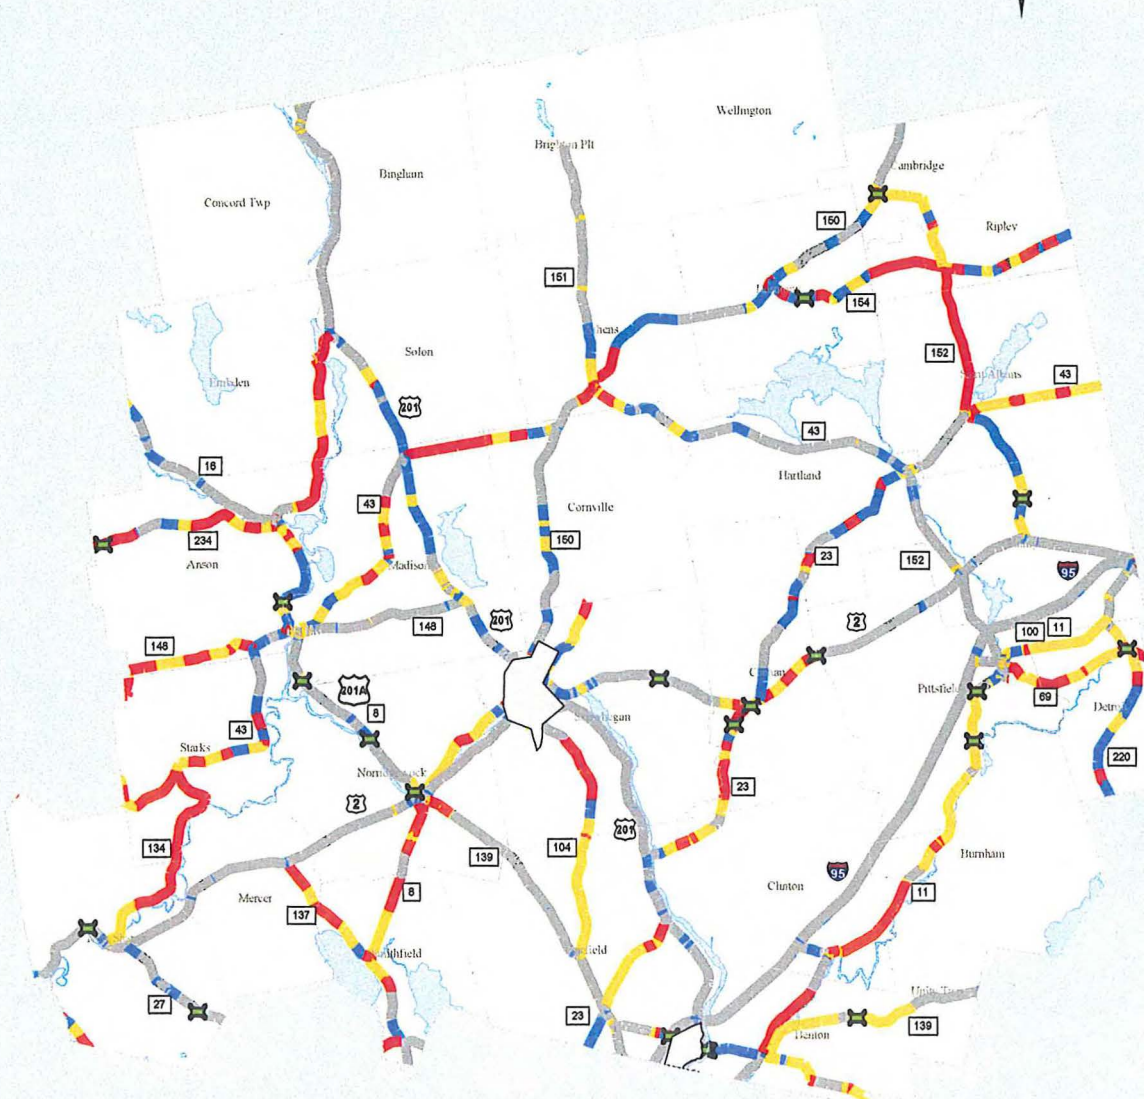 Wellington
Brighton Plt
Cambridge
Bingham
Concord Twp
150
Ripley
151
154
Solon
152
Embden
43
201
43
16
Hartland
43
Cornville
234
150
23
Anson
Madison
152
95
2
148
201
100
11
148
201A
8
Pittsfield
69
Detroit
43
Starks
220
23
2
201
134
139
104
Burnham
95
Clinton
11
8
Mercer
137
27
23
139
Benton